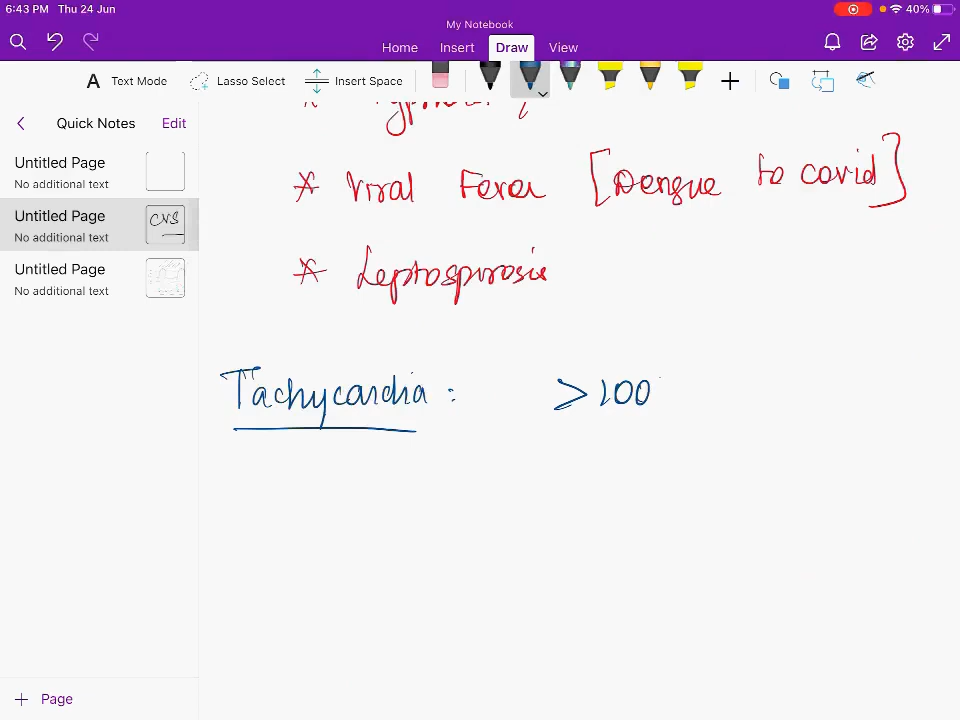 6:43 PM Thu 24 Jun 40%
My Notebook
Home Insert Draw View
Text Mode Lasso Select Insert Space
Quick Notes Edit
Untitled Page
No additional text
Untitled Page
No additional text
CVS
Untitled Page
No additional text
* Viral Fever [Dengue to covid]
* Leptospirosis
Tachycardia : >100
+ Page